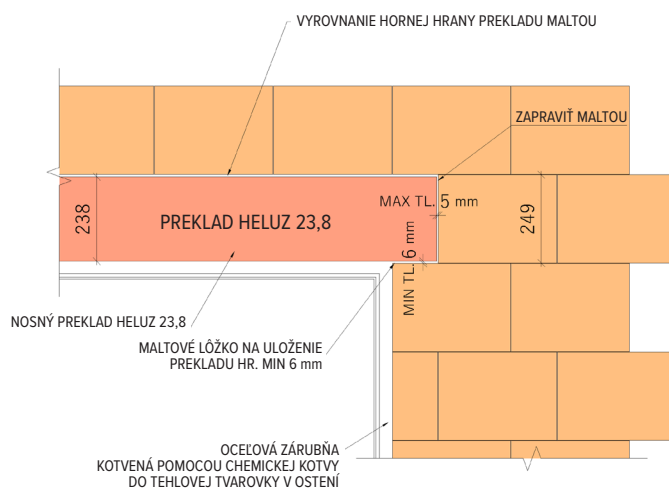 VYROVNANIE HORNEJ HRANY PREKLADU MALTOU
ZAPRAVIŤ MALTOU
MAX TL. 5 mm
238
PREKLAD HELUZ 23,8
249
MIN TL. 6 mm
NOSNÝ PREKLAD HELUZ 23,8
MALTOVÉ LÔŽKO NA ULOŽENIE
PREKLADU HR. MIN 6 mm
OCEĽOVÁ ZÁRUBŇA
KOTVENÁ POMOCOU CHEMICKEJ KOTVY
DO TEHLOVEJ TVAROVKY V OSTENÍ